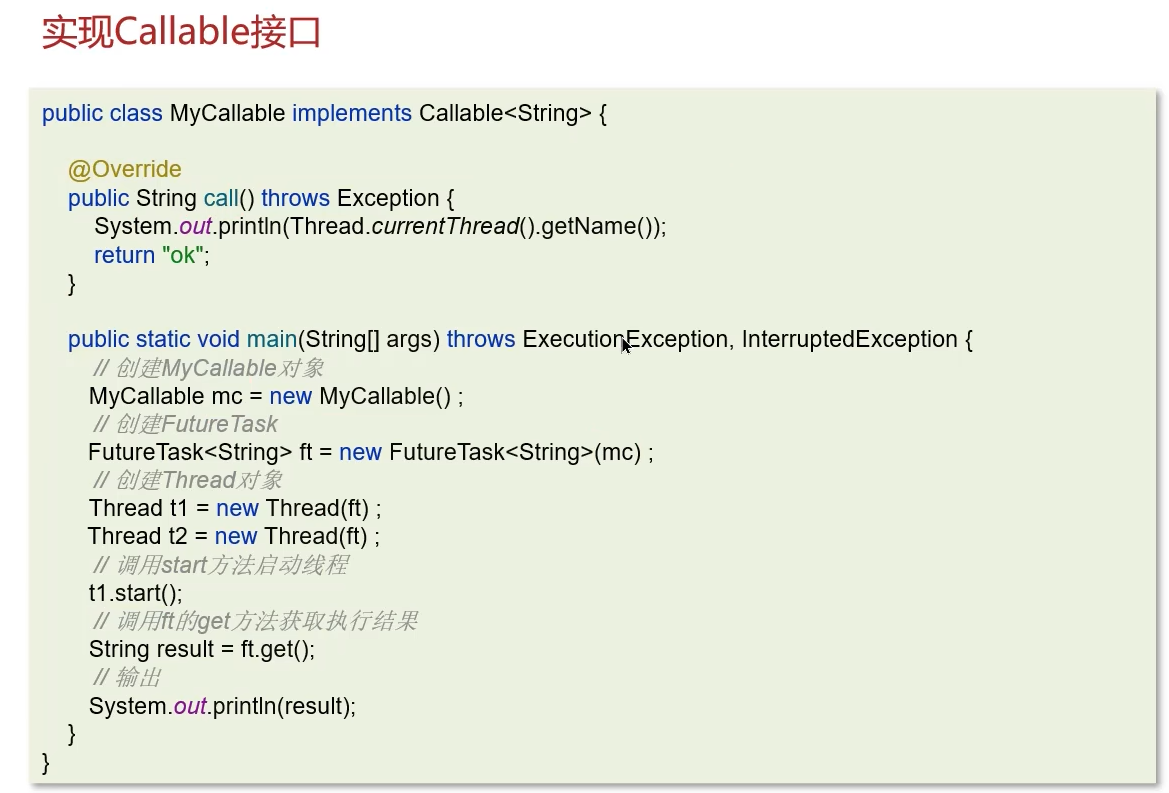 实现Callable接口
public class MyCallable implements Callable<String> {
@Override
public String call() throws Exception {
System.out.println(Thread.currentThread().getName());
return "ok";
}
public static void main(String[] args) throws ExecutionException, InterruptedException {
// 创建MyCallable对象
MyCallable mc = new MyCallable() ;
// 创建FutureTask
FutureTask<String> ft = new FutureTask<String>(mc) ;
// 创建Thread对象
Thread t1 = new Thread(ft) ;
Thread t2 = new Thread(ft) ;
// 调用start方法启动线程
t1.start();
// 调用ft的get方法获取执行结果
String result = ft.get();
// 输出
System.out.println(result);
}
}